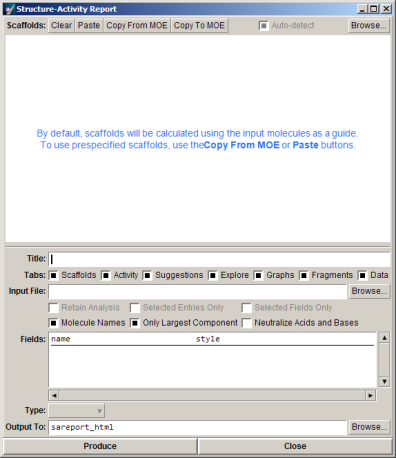 Structure-Activity Report
Scaffolds: Clear Paste Copy From MOE Copy To MOE Auto-detect Browse...
By default, scaffolds will be calculated using the input molecules as a guide.
To use prespecified scaffolds, use theCopy From MOE or Paste buttons.
Title:
Tabs: Scaffolds Activity Suggestions Explore Graphs Fragments Data
Input File: Browse...
Retain Analysis Selected Entries Only Selected Fields Only
Molecule Names Only Largest Component Neutralize Acids and Bases
Fields: name style
Type:
Output To: sareport_html Browse...
Produce Close